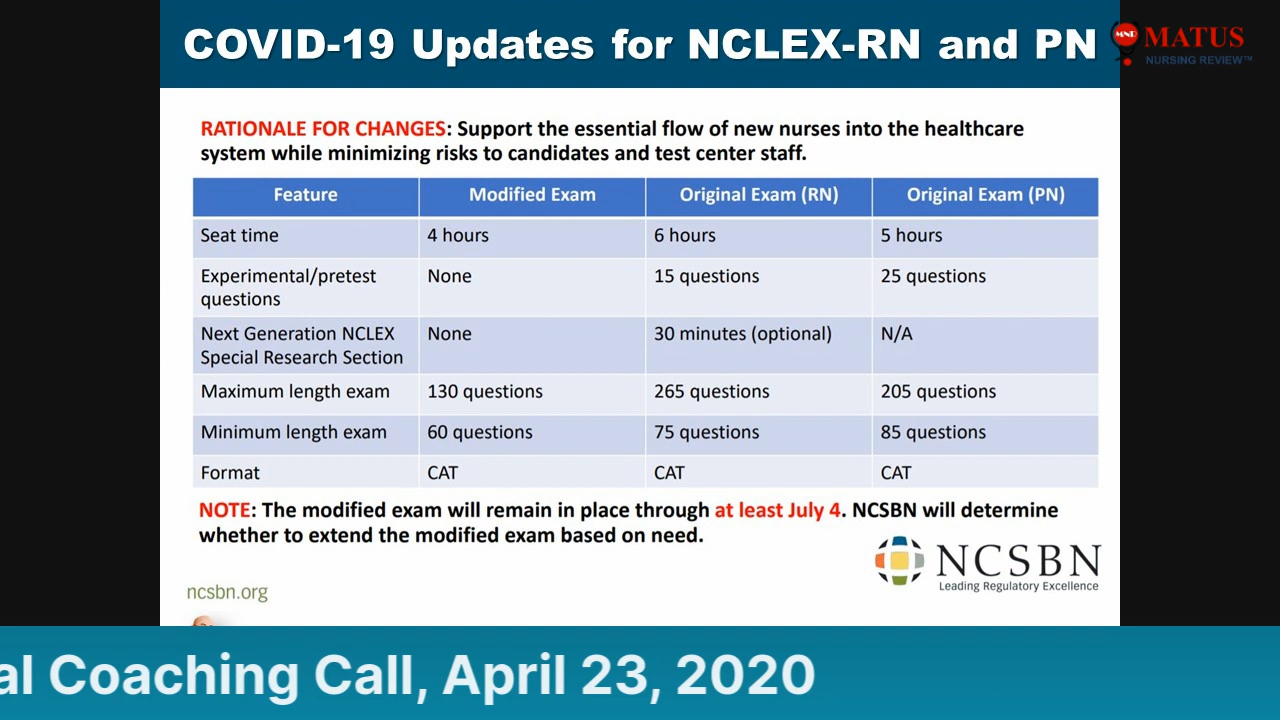 COVID-19 Updates for NCLEX-RN and PN
MND
MATUS
NURSING REVIEW™
RATIONALE FOR CHANGES: Support the essential flow of new nurses into the healthcare
system while minimizing risks to candidates and test center staff.
Feature Modified Exam Original Exam (RN) Original Exam (PN)
Seat time 4 hours 6 hours 5 hours
Experimental/pretest
questions None 15 questions 25 questions
Next Generation NCLEX
Special Research Section None 30 minutes (optional) N/A
Maximum length exam 130 questions 265 questions 205 questions
Minimum length exam 60 questions 75 questions 85 questions
Format CAT CAT CAT
NOTE: The modified exam will remain in place through at least July 4. NCSBN will determine
whether to extend the modified exam based on need.
NCSBN
Leading Regulatory Excellence
ncsbn.org
al Coaching Call, April 23, 2020